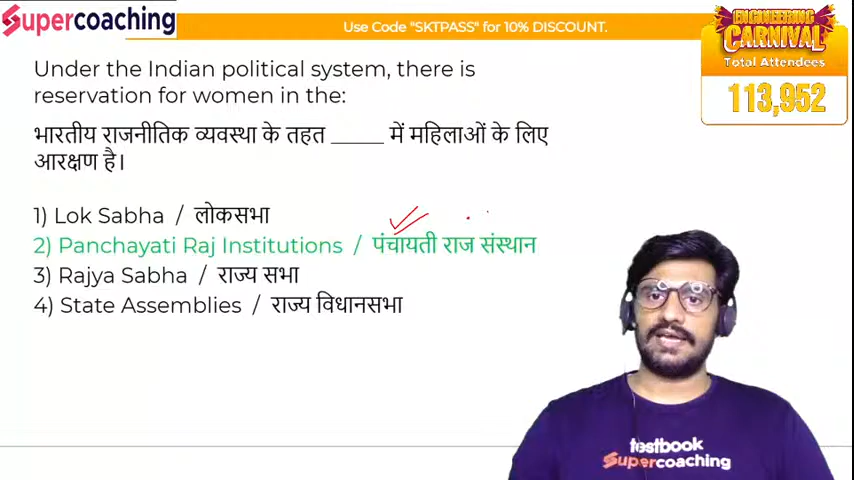 Supercoaching
Use Code "SKTPASS" for 10% DISCOUNT.
ENGINEERING
CARNIVAL
Total Attendees
113,952
Under the Indian political system, there is
reservation for women in the:
भारतीय राजनीतिक व्यवस्था के तहत _____ में महिलाओं के लिए
आरक्षण है।
1) Lok Sabha / लोकसभा
2) Panchayati Raj Institutions / पंचायती राज संस्थान
3) Rajya Sabha / राज्य सभा
4) State Assemblies / राज्य विधानसभा
testbook
Supercoaching